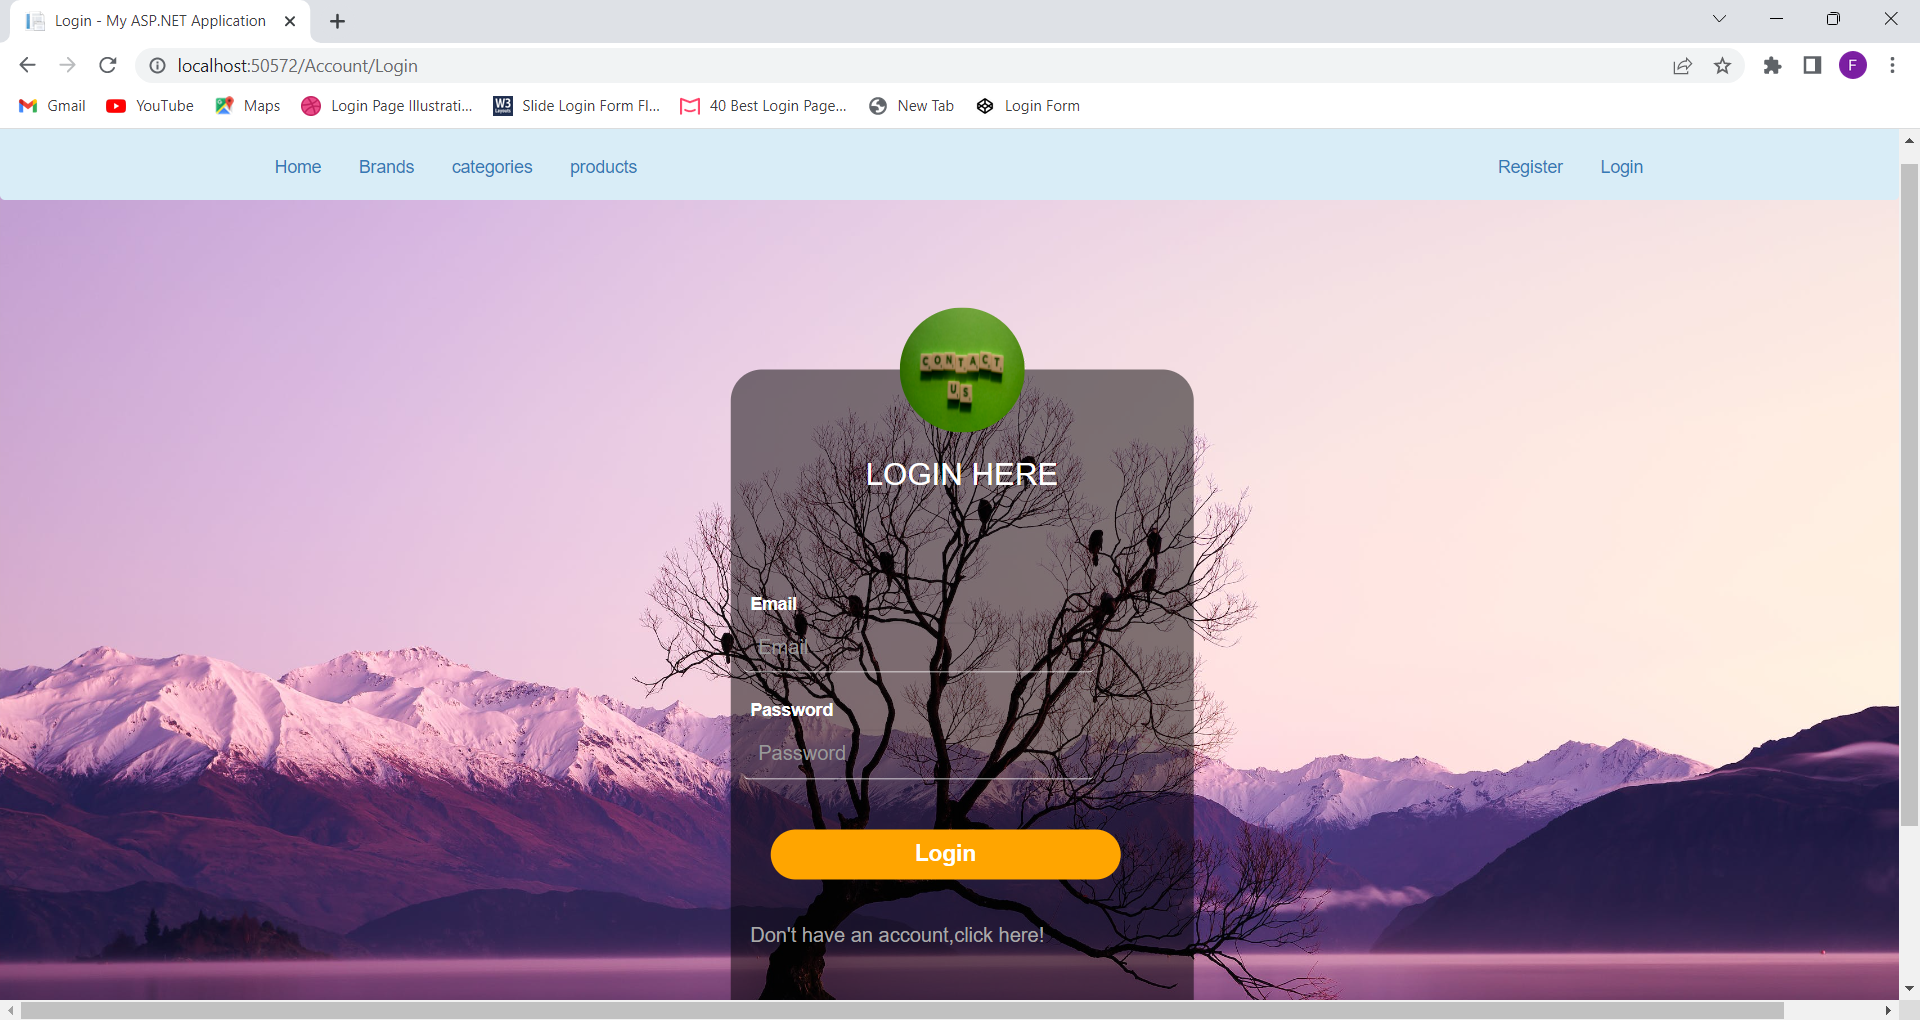 Login - My ASP.NET Application
localhost:50572/Account/Login
F
Gmail YouTube Maps Login Page Illustrati... W3 Slide Login Form Fl... 40 Best Login Page... New Tab Login Form
Home Brands categories products Register Login
CONTACT
US
LOGIN HERE
Email
Email
Password
Password
Login
Don't have an account,click here!